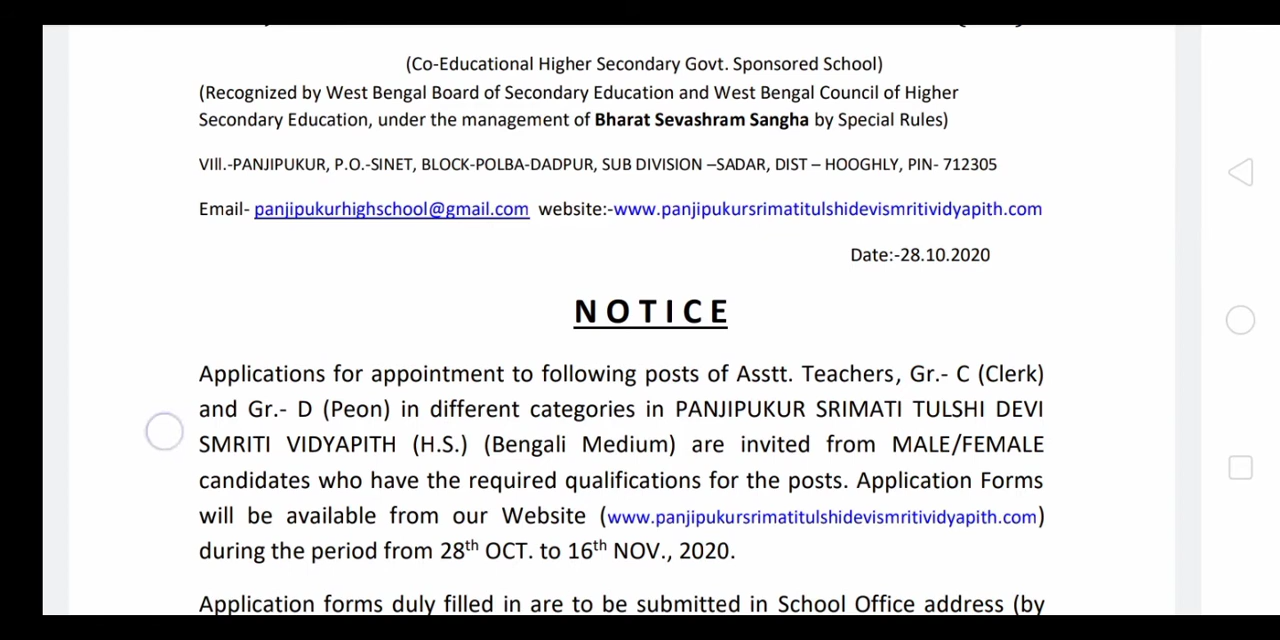 (Co-Educational Higher Secondary Govt. Sponsored School)
(Recognized by West Bengal Board of Secondary Education and West Bengal Council of Higher
Secondary Education, under the management of Bharat Sevashram Sangha by Special Rules)
VIll.-PANJIPUKUR, P.O.-SINET, BLOCK-POLBA-DADPUR, SUB DIVISION –SADAR, DIST – HOOGHLY, PIN- 712305
Email- panjipukurhighschool@gmail.com website:-www.panjipukursrimatitulshidevismritividyapith.com
Date:-28.10.2020
NOTICE
Applications for appointment to following posts of Asstt. Teachers, Gr.- C (Clerk)
and Gr.- D (Peon) in different categories in PANJIPUKUR SRIMATI TULSHI DEVI
SMRITI VIDYAPITH (H.S.) (Bengali Medium) are invited from MALE/FEMALE
candidates who have the required qualifications for the posts. Application Forms
will be available from our Website (www.panjipukursrimatitulshidevismritividyapith.com)
during the period from 28th OCT. to 16th NOV., 2020.
Application forms duly filled in are to be submitted in School Office address (by